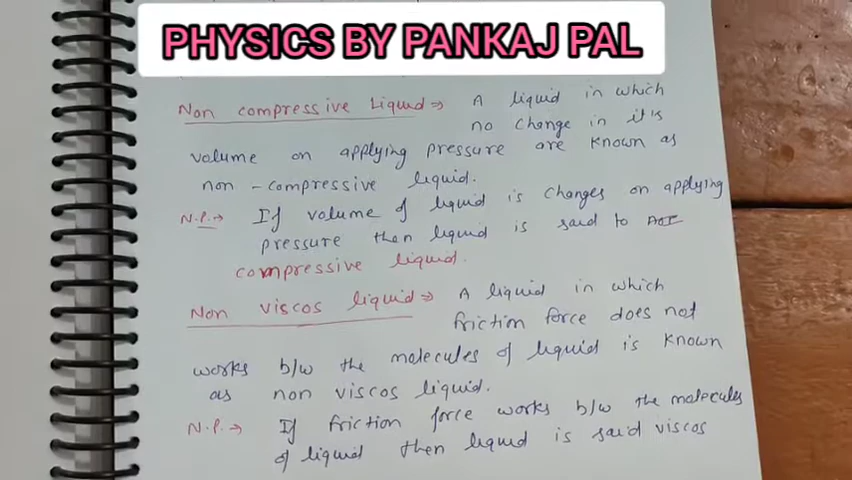 PHYSICS BY PANKAJ PAL
Non compressive Liquid ⇒ A liquid in which
no change in it's
volume on applying pressure are known as
non - compressive liquid.
N.P.→ If volume of liquid is changes on applying
pressure then liquid is said to
compressive liquid.
Non viscos liquid ⇒ A liquid in which
friction force does not
works b/w the molecules of liquid is known
as non viscos liquid.
N.P.→ If friction force works b/w the molecules
of liquid then liquid is said viscos